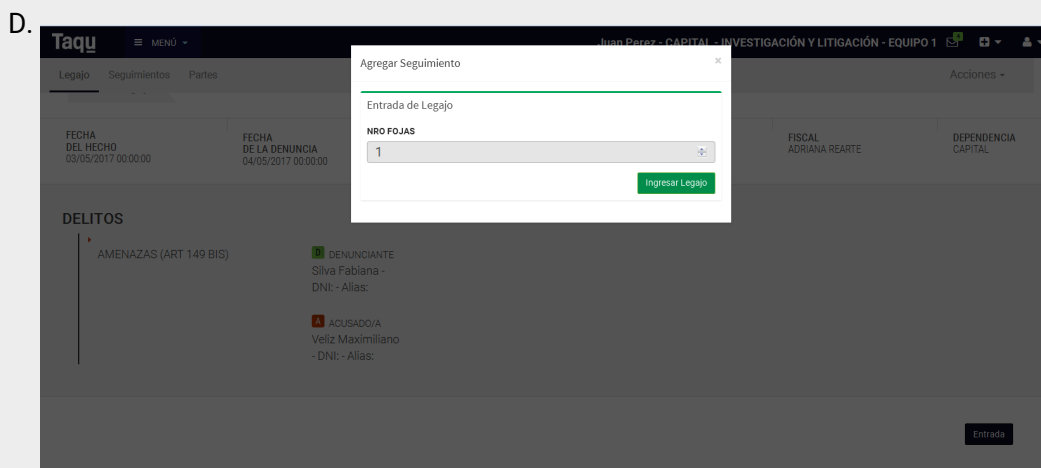 D.
Taqu
≡ MENÚ
Juan Perez - CAPITAL - INVESTIGACIÓN Y LITIGACIÓN - EQUIPO 1
4
Legajo Seguimientos Partes Acciones
Agregar Seguimiento ×
Entrada de Legajo
NRO FOJAS
1
Ingresar Legajo
FECHA
DEL HECHO
03/05/2017 00:00:00
FECHA
DE LA DENUNCIA
04/05/2017 00:00:00
FISCAL
ADRIANA REARTE
DEPENDENCIA
CAPITAL
DELITOS
AMENAZAS (ART 149 BIS)
D DENUNCIANTE
Silva Fabiana -
DNI: - Alias:
A ACUSADO/A
Veliz Maximiliano
- DNI: - Alias:
Entrada